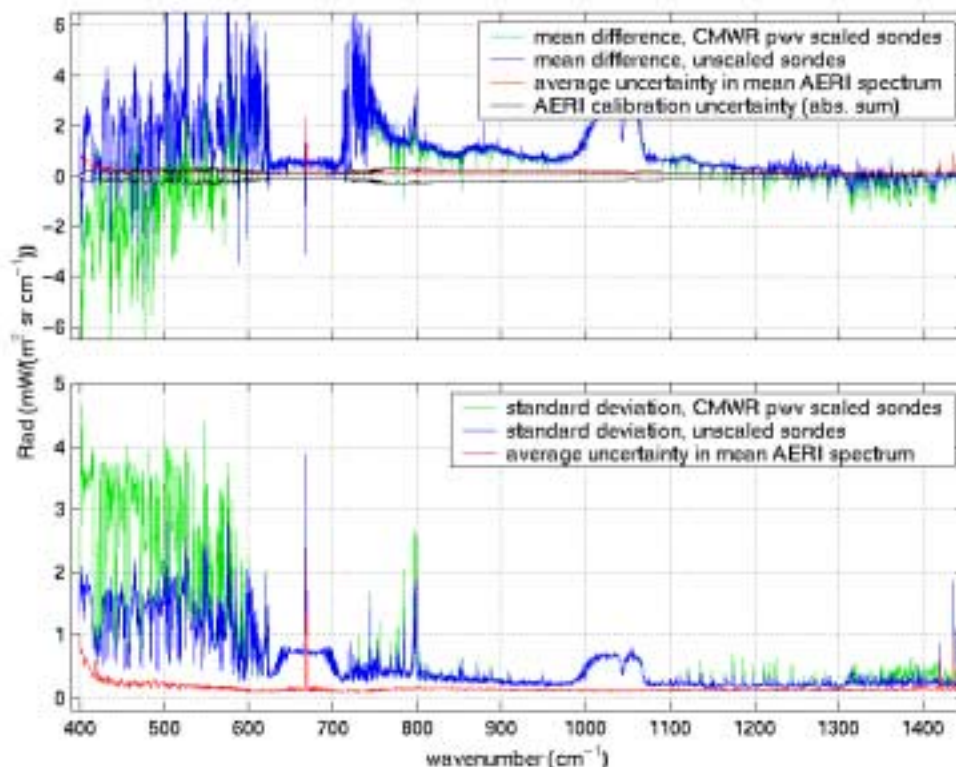 6
4
2
0
−2
−4
−6
mean difference, CMWR pwv scaled sondes
mean difference, unscaled sondes
average uncertainty in mean AERI spectrum
AERI calibration uncertainty (abs. sum)
Rad (mW/(m² sr cm⁻¹))
5
4
3
2
1
0
standard deviation, CMWR pwv scaled sondes
standard deviation, unscaled sondes
average uncertainty in mean AERI spectrum
400 500 600 700 800 900 1000 1100 1200 1300 1400
wavenumber (cm⁻¹)